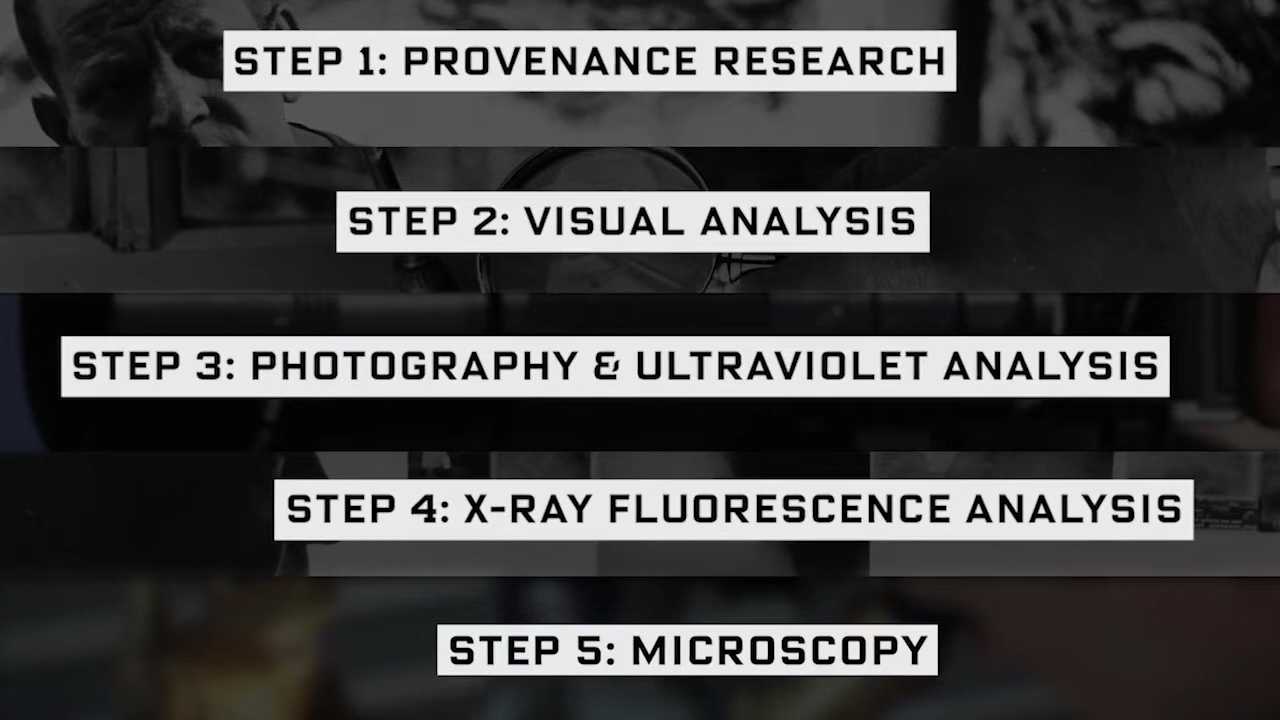 STEP 1: PROVENANCE RESEARCH
STEP 2: VISUAL ANALYSIS
STEP 3: PHOTOGRAPHY & ULTRAVIOLET ANALYSIS
STEP 4: X-RAY FLUORESCENCE ANALYSIS
STEP 5: MICROSCOPY